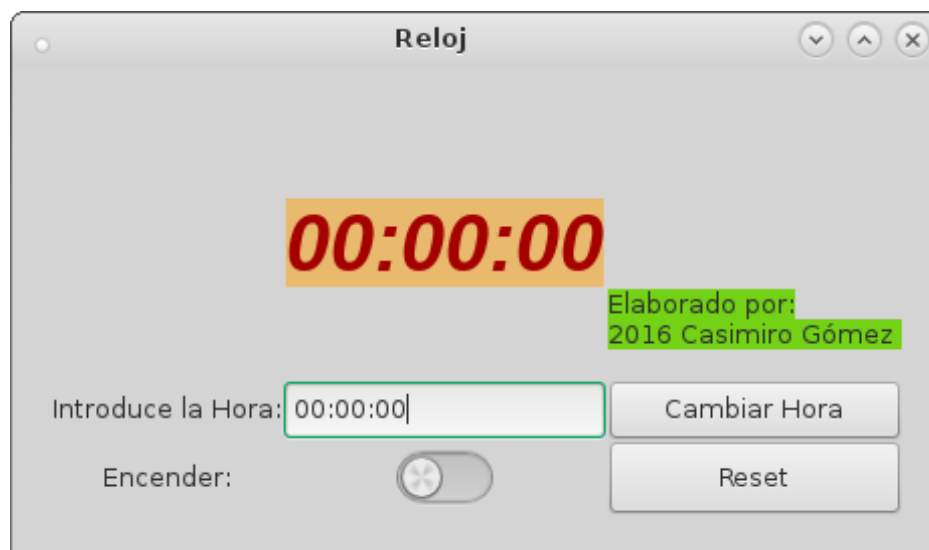 Reloj
00:00:00
Elaborado por:
2016 Casimiro Gómez
Introduce la Hora: 00:00:00 Cambiar Hora
Encender: Reset